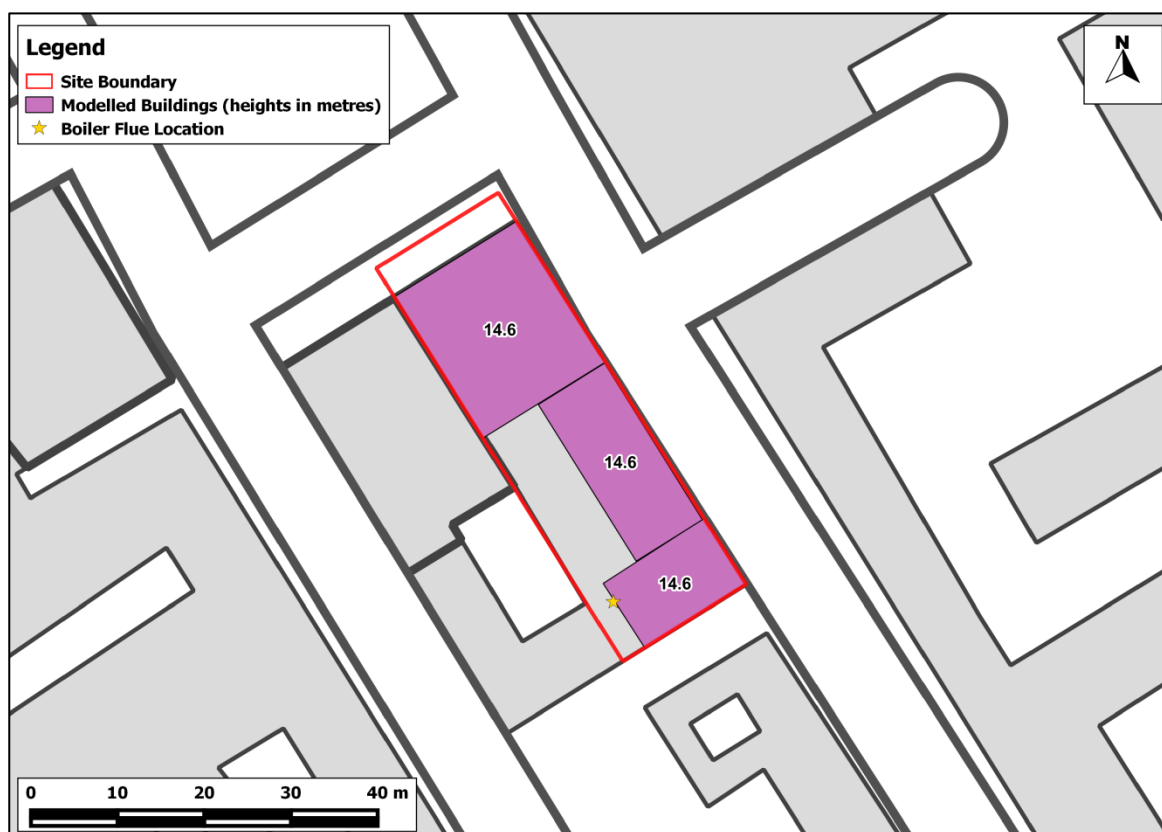 Legend
Site Boundary
Modelled Buildings (heights in metres)
Boiler Flue Location
N
14.6
14.6
14.6
0 10 20 30 40 m